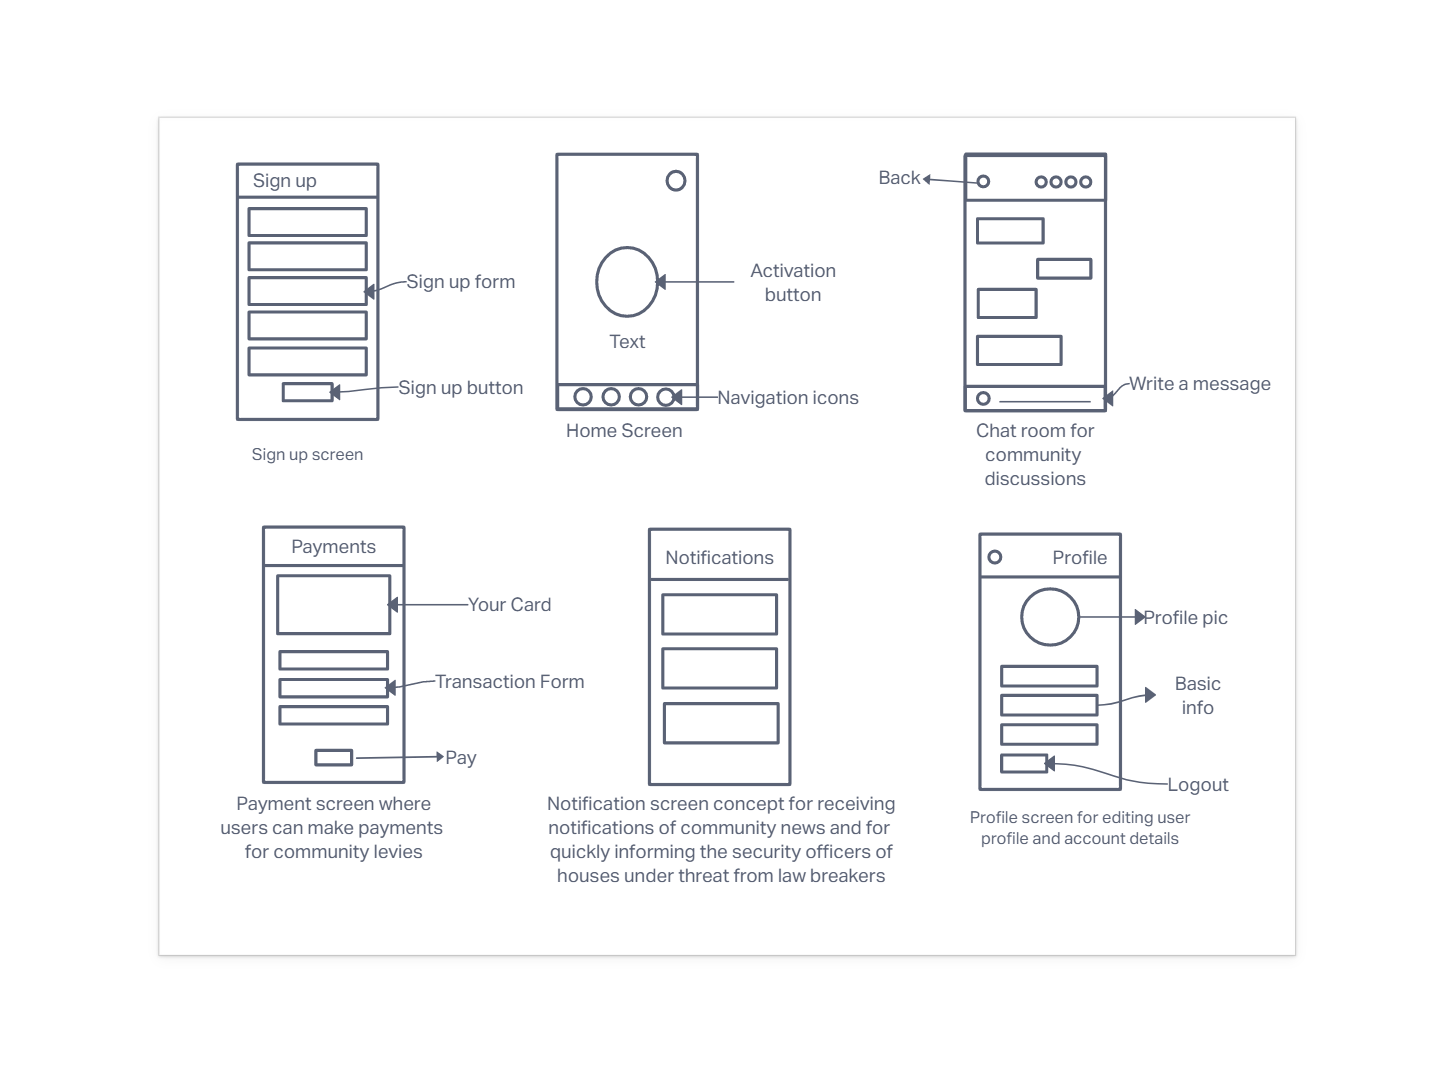 Sign up
Sign up form
Sign up button
Sign up screen
Activation
button
Text
Navigation icons
Home Screen
Back
Write a message
Chat room for
community
discussions
Payments
Your Card
Transaction Form
Pay
Payment screen where
users can make payments
for community levies
Notifications
Notification screen concept for receiving
notifications of community news and for
quickly informing the security officers of
houses under threat from law breakers
Profile
Profile pic
Basic
info
Logout
Profile screen for editing user
profile and account details